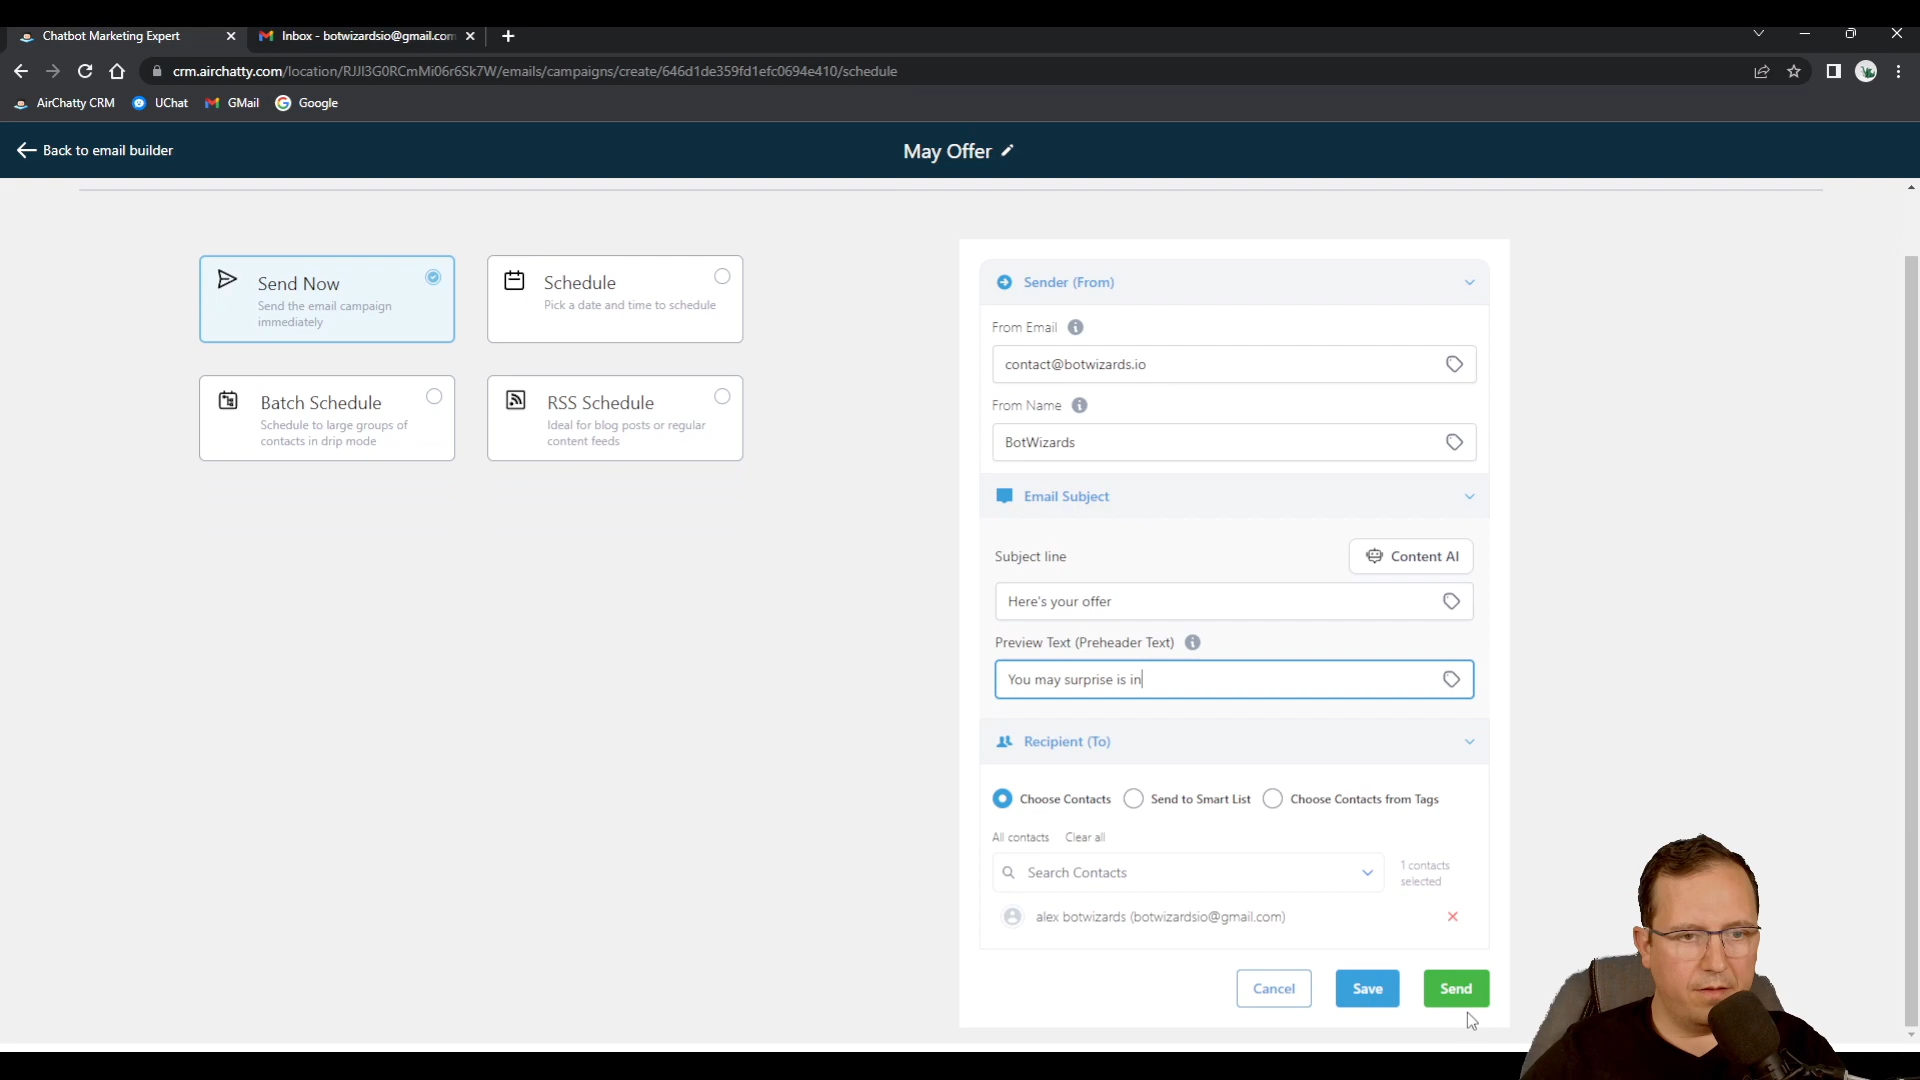 Chatbot Marketing Expert
Inbox - botwizardsio@gmail.com
crm.airchatty.com/location/RJJl3G0RCmMi06r6Sk7W/emails/campaigns/create/646d1de359fd1efc0694e410/schedule
AirChatty CRM
UChat
GMail
Google
Back to email builder
May Offer
Send Now
Send the email campaign
immediately
Schedule
Pick a date and time to schedule
Batch Schedule
Schedule to large groups of
contacts in drip mode
RSS Schedule
Ideal for blog posts or regular
content feeds
Sender (From)
From Email
contact@botwizards.io
From Name
BotWizards
Email Subject
Subject line
Content AI
Here's your offer
Preview Text (Preheader Text)
You may surprise is in
Recipient (To)
Choose Contacts
Send to Smart List
Choose Contacts from Tags
All contacts
Clear all
Search Contacts
1 contacts
selected
alex botwizards (botwizardsio@gmail.com)
Cancel
Save
Send